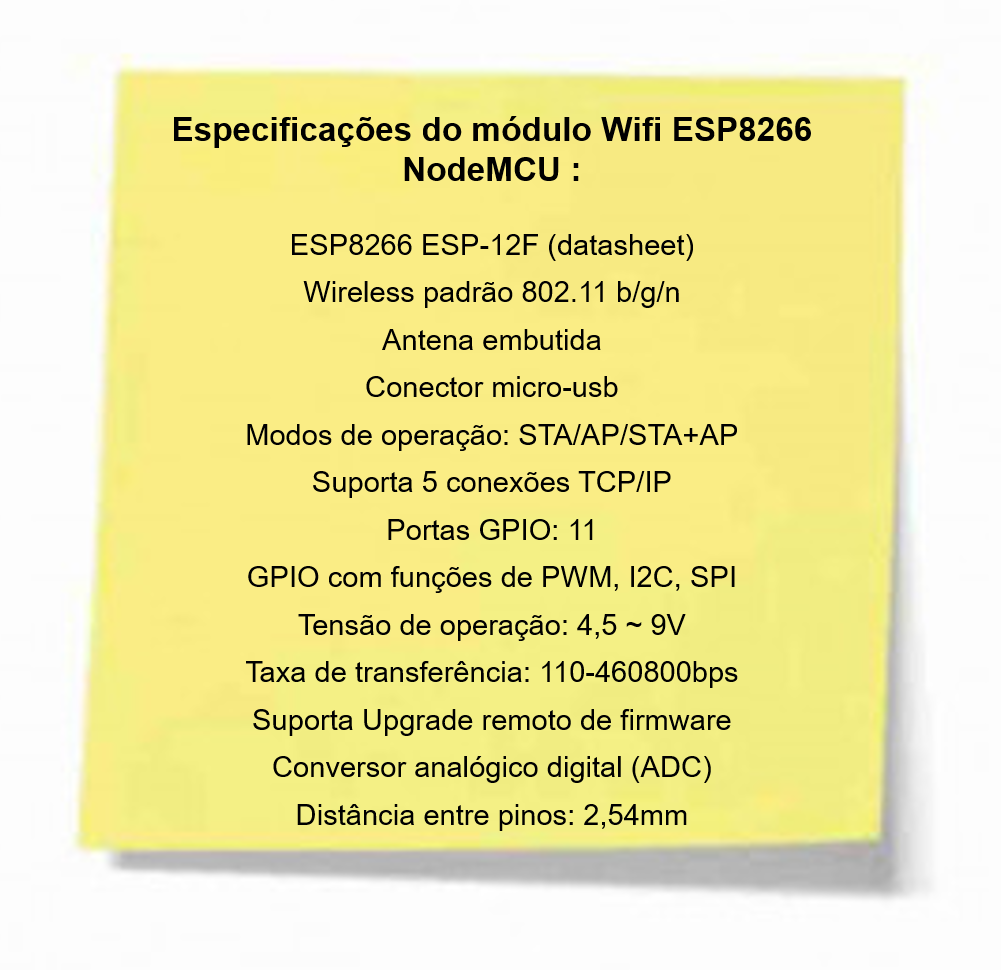 Especificações do módulo Wifi ESP8266
NodeMCU :
ESP8266 ESP-12F (datasheet)
Wireless padrão 802.11 b/g/n
Antena embutida
Conector micro-usb
Modos de operação: STA/AP/STA+AP
Suporta 5 conexões TCP/IP
Portas GPIO: 11
GPIO com funções de PWM, I2C, SPI
Tensão de operação: 4,5 ~ 9V
Taxa de transferência: 110-460800bps
Suporta Upgrade remoto de firmware
Conversor analógico digital (ADC)
Distância entre pinos: 2,54mm